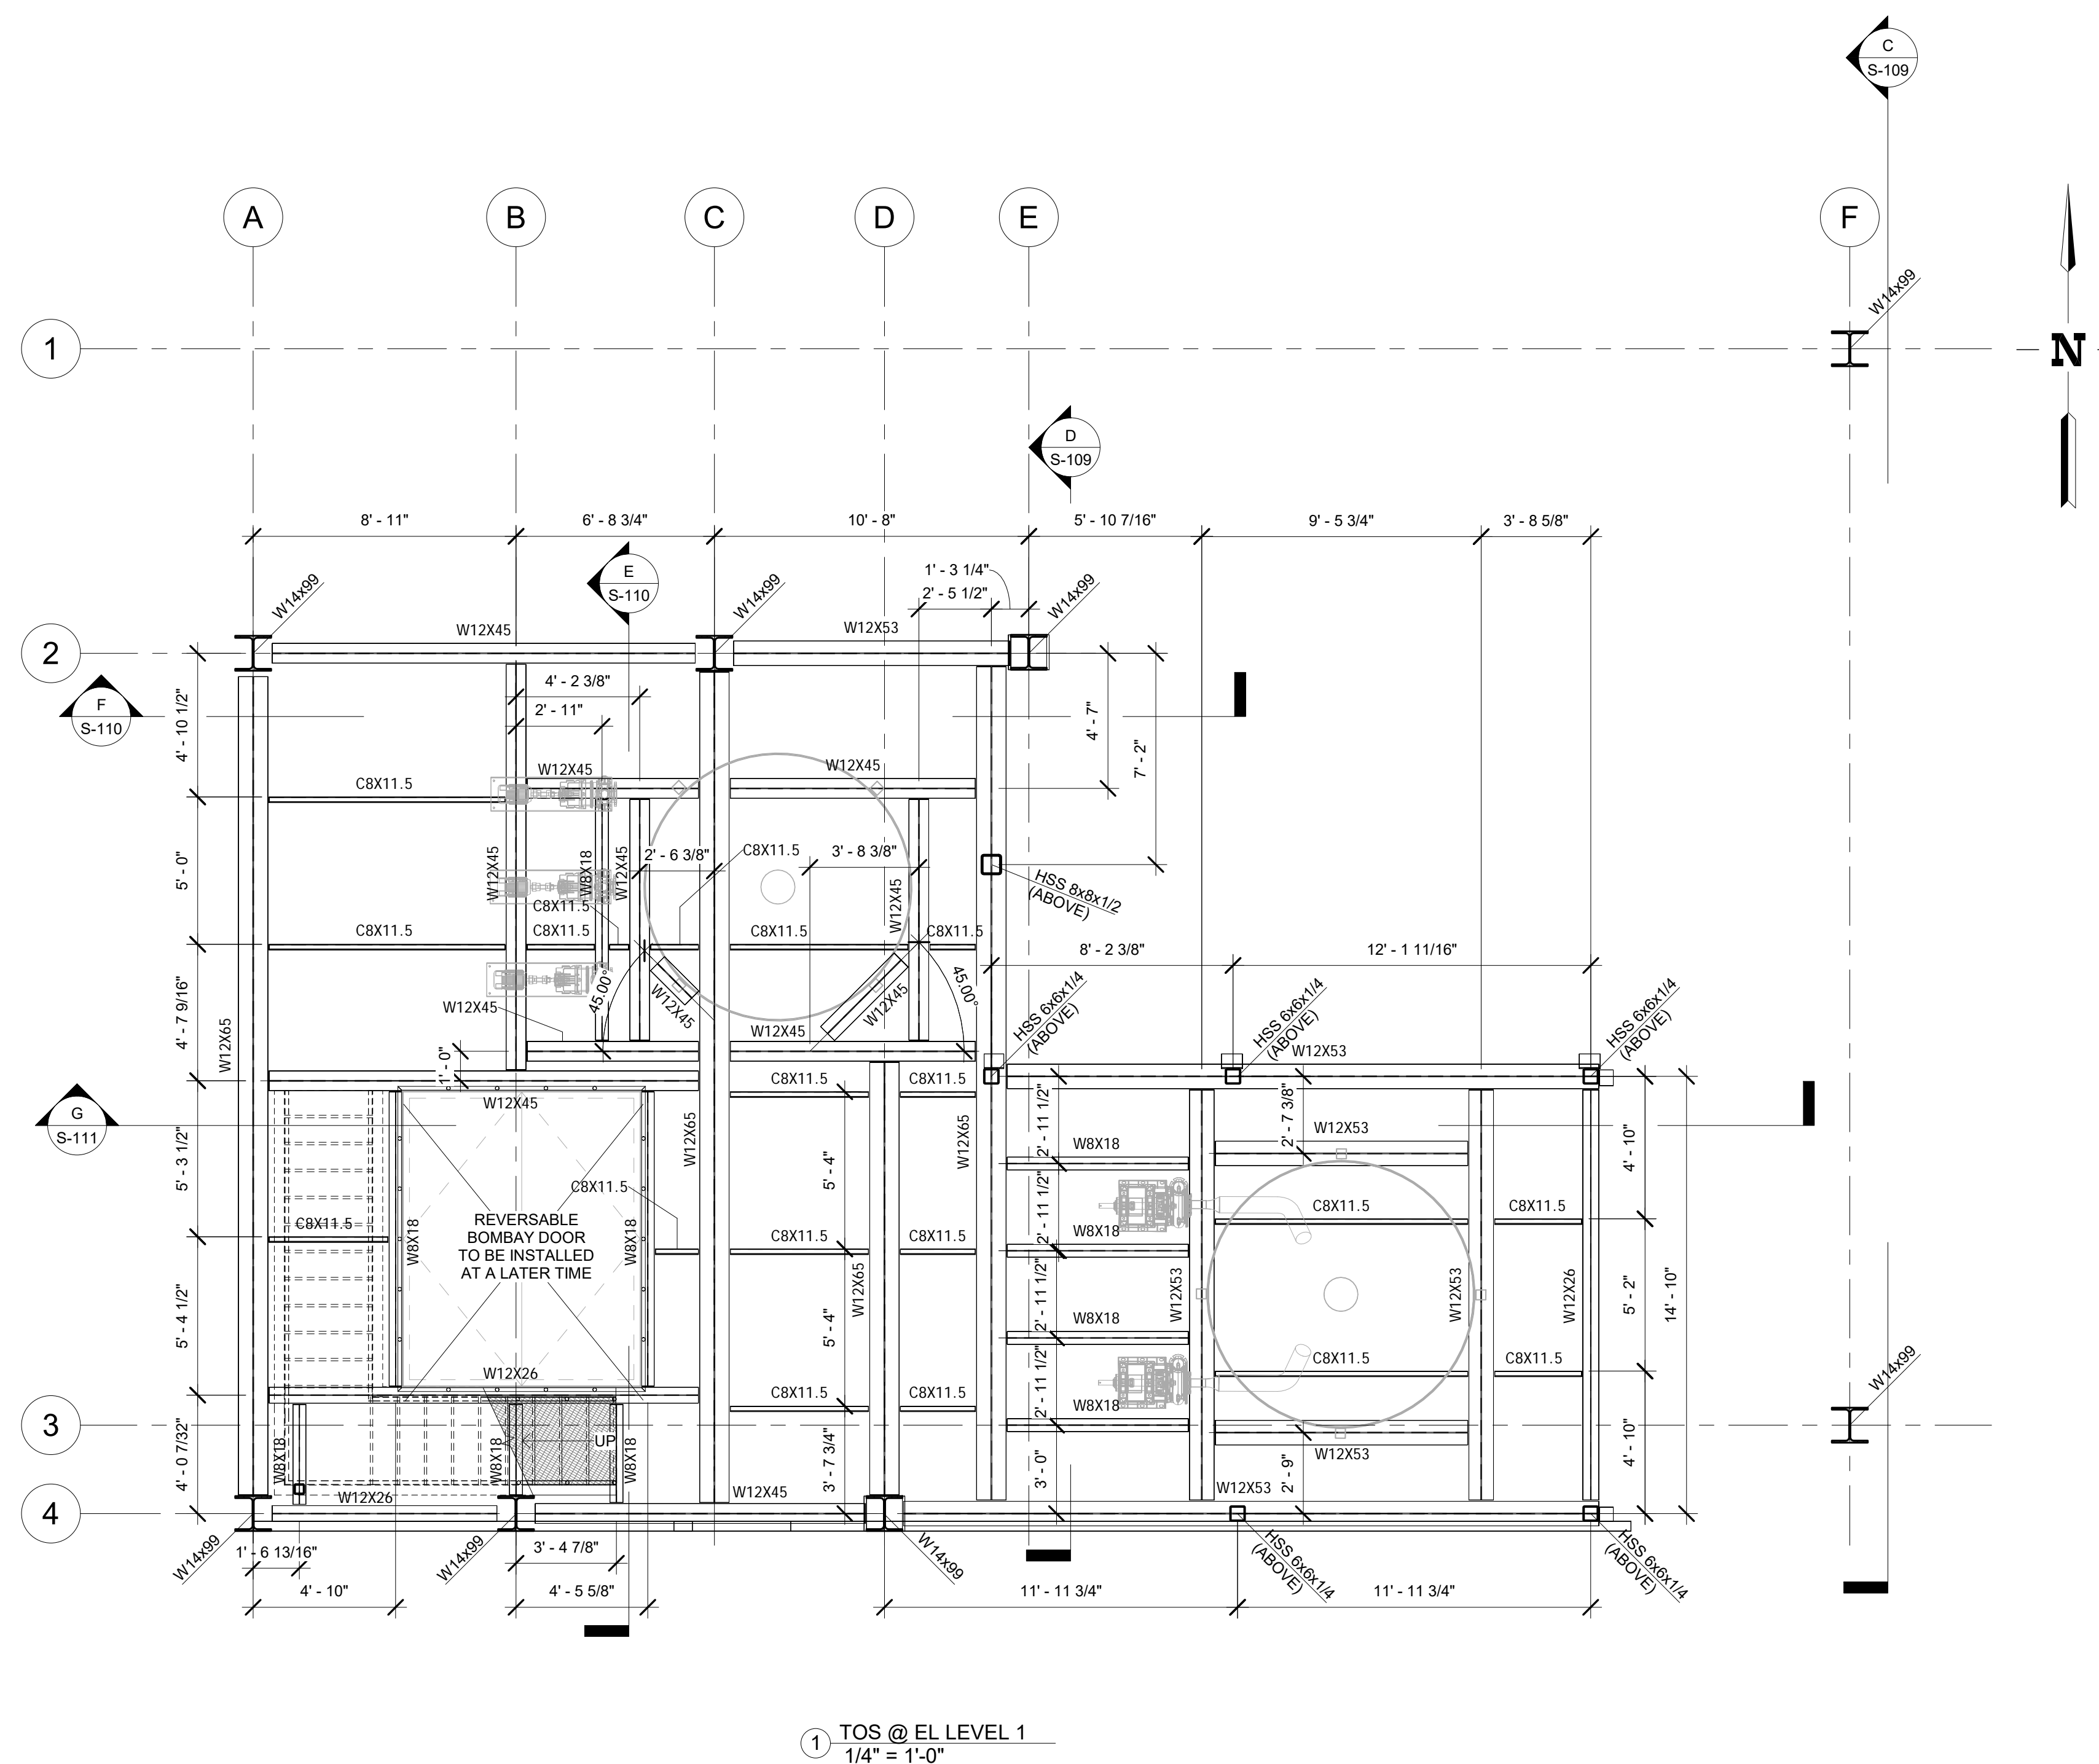 C
S-109
A
B
C
D
E
F
W14x99
1
N
D
S-109
8' - 11"
6' - 8 3/4"
10' - 8"
5' - 10 7/16"
9' - 5 3/4"
3' - 8 5/8"
E
S-110
1' - 3 1/4"
2' - 5 1/2"
W14x99
W14x99
W14x99
W12X45
W12X53
2
F
S-110
4' - 10 1/2"
4' - 2 3/8"
2' - 11"
4' - 7"
7' - 2"
W12X45
W12X45
C8X11.5
5' - 0"
W12X45
W8X18
W12X45
2' - 6 3/8"
C8X11.5
3' - 8 3/8"
W12X45
HSS 8x8x1/2
(ABOVE)
C8X11.5
C8X11.5
C8X11.5
C8X11.5
C8X11.5
8' - 2 3/8"
12' - 1 11/16"
4' - 7 9/16"
W12X65
W12X45
45.00°
W12X45
W12X45
45.00°
W12X45
HSS 6x6x1/4
(ABOVE)
HSS 6x6x1/4
(ABOVE)
HSS 6x6x1/4
(ABOVE)
W12X53
1' - 0"
W12X45
C8X11.5
C8X11.5
G
S-111
5' - 3 1/2"
W12X65
5' - 4"
W12X65
2' - 11 1/2"
W8X18
2' - 7 3/8"
W12X53
4' - 10"
C8X11.5
C8X11.5
REVERSABLE
BOMBAY DOOR
TO BE INSTALLED
AT A LATER TIME
W8X18
W8X18
C8X11.5
C8X11.5
2' - 11 1/2"
W8X18
C8X11.5
C8X11.5
5' - 4 1/2"
5' - 4"
W12X65
2' - 11 1/2"
W8X18
W12X53
W12X53
W12X26
5' - 2"
14' - 10"
W12X26
C8X11.5
C8X11.5
2' - 11 1/2"
W8X18
C8X11.5
C8X11.5
W14x99
3
4' - 0 7/32"
W8X18
W8X18
UP
W8X18
3' - 7 3/4"
3' - 0"
W12X53
2' - 9"
4' - 10"
4
W12X26
W12X45
W12X53
W14x99
1' - 6 13/16"
W14x99
3' - 4 7/8"
W14x99
HSS 6x6x1/4
(ABOVE)
HSS 6x6x1/4
(ABOVE)
4' - 10"
4' - 5 5/8"
11' - 11 3/4"
11' - 11 3/4"
1
TOS @ EL LEVEL 1
1/4" = 1'-0"